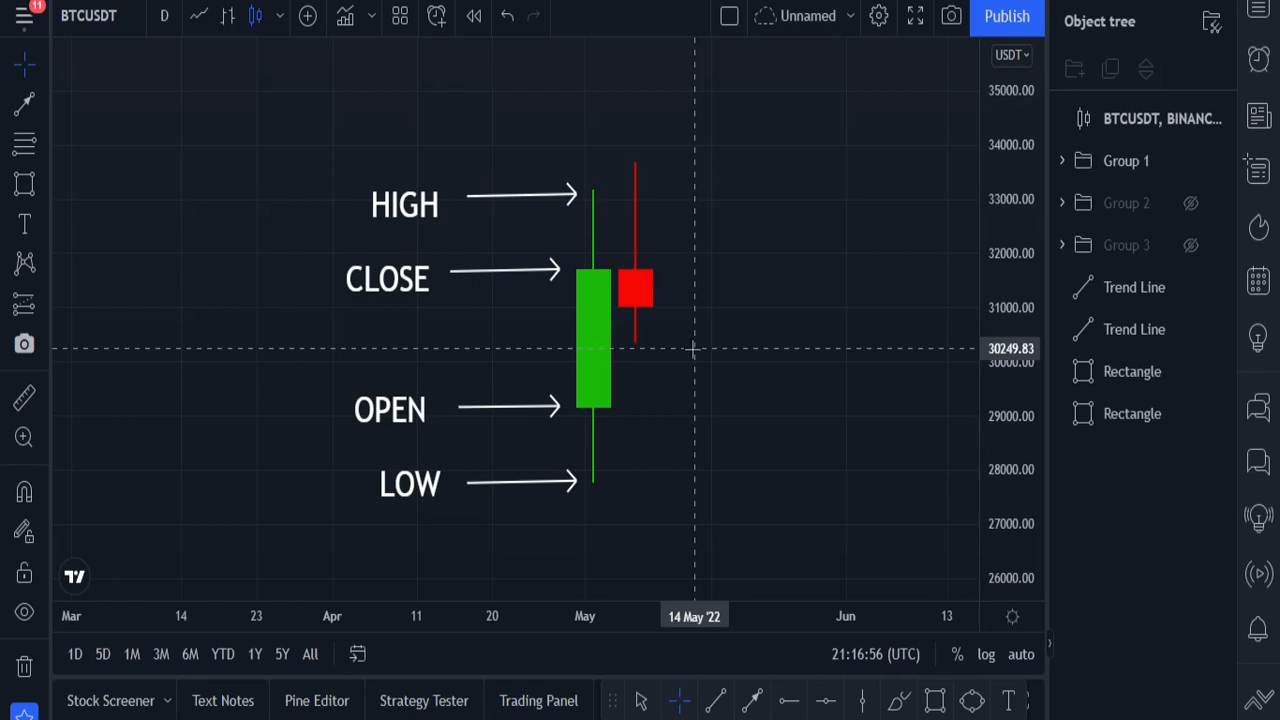 11
BTCUSDT
D
Unnamed
Publish
Object tree
USDT
35000.00
34000.00
33000.00
32000.00
31000.00
30249.83
30000.00
29000.00
28000.00
27000.00
26000.00
HIGH
CLOSE
OPEN
LOW
BTCUSDT, BINANC...
Group 1
Group 2
Group 3
Trend Line
Trend Line
Rectangle
Rectangle
Mar 14 23 Apr 11 20 May 14 May '22 Jun 13
1D 5D 1M 3M 6M YTD 1Y 5Y All 21:16:56 (UTC) % log auto
Stock Screener Text Notes Pine Editor Strategy Tester Trading Panel